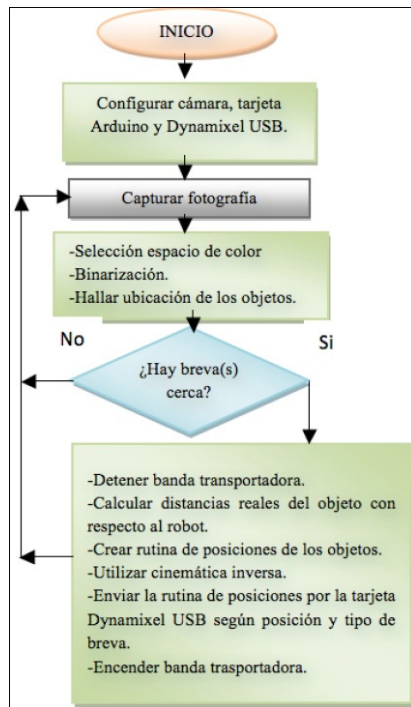 INICIO
Configurar cámara, tarjeta
Arduino y Dynamixel USB.
Capturar fotografía
-Selección espacio de color
-Binarización.
-Hallar ubicación de los objetos.
No
Si
¿Hay breva(s)
cerca?
-Detener banda transportadora.
-Calcular distancias reales del objeto con
respecto al robot.
-Crear rutina de posiciones de los objetos.
-Utilizar cinemática inversa.
-Enviar la rutina de posiciones por la tarjeta
Dynamixel USB según posición y tipo de
breva.
-Encender banda trasportadora.